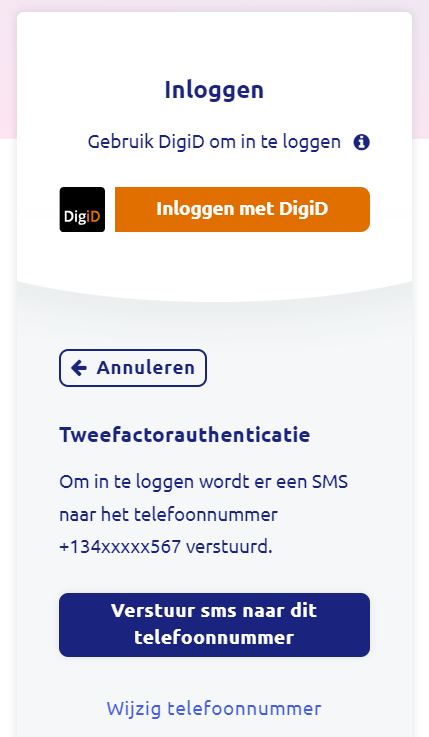 Inloggen
Gebruik DigiD om in te loggen
DigiD
Inloggen met DigiD
Annuleren
Tweefactorauthenticatie
Om in te loggen wordt er een SMS
naar het telefoonnummer
+134xxxxx567 verstuurd.
Verstuur sms naar dit
telefoonnummer
Wijzig telefoonnummer